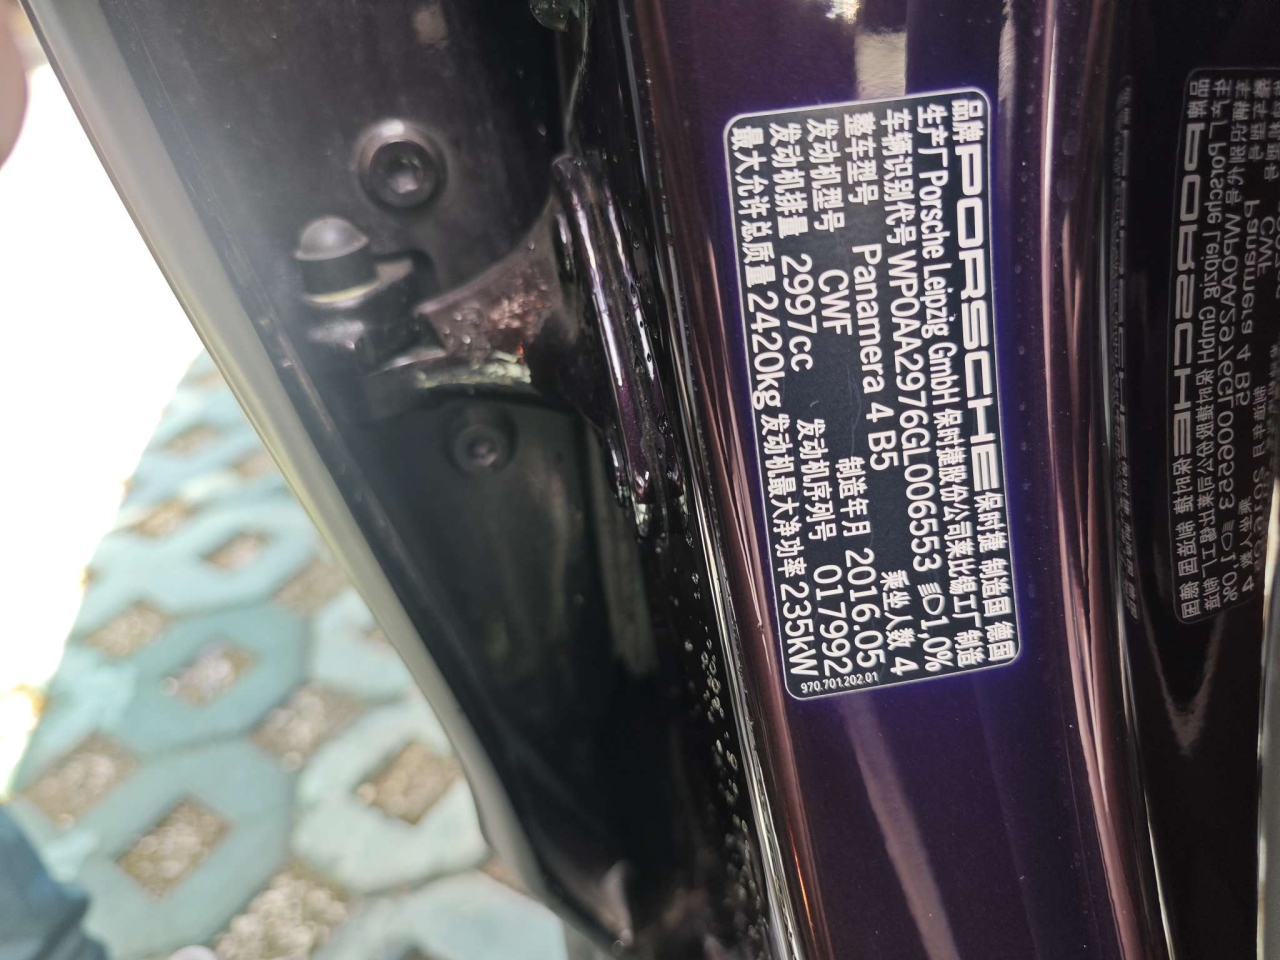 品牌 PORSCHE 保时捷 制造国 德国
生产厂 Porsche Leipzig GmbH 保时捷股份公司莱比锡工厂 制造
车辆识别代号 WP0AA2976GL006553 1,0%
整车型号 Panamera 4 B5 乘坐人数 4
发动机型号 CWF 制造年月 2016.05
发动机排量 2997cc 发动机序列号 017992
最大允许总质量 2420kg 发动机最大净功率 235kW
970.701.202.01